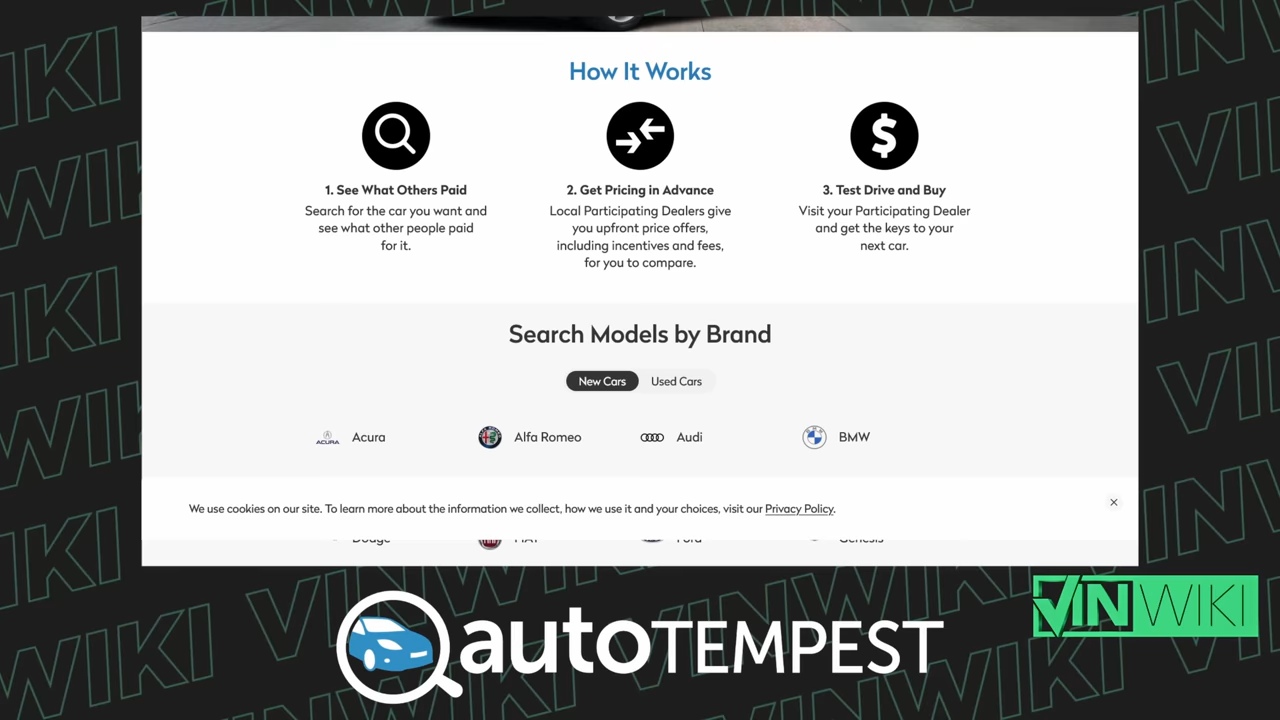 How It Works
1. See What Others Paid
Search for the car you want and
see what other people paid
for it.
2. Get Pricing in Advance
Local Participating Dealers give
you upfront price offers,
including incentives and fees,
for you to compare.
3. Test Drive and Buy
Visit your Participating Dealer
and get the keys to your
next car.
Search Models by Brand
New Cars
Used Cars
ACURA
Acura
Alfa Romeo
Audi
BMW
We use cookies on our site. To learn more about the information we collect, how we use it and your choices, visit our Privacy Policy.
Dodge
FIAT
Ford
Genesis
autoTEMPEST
VINWIKI